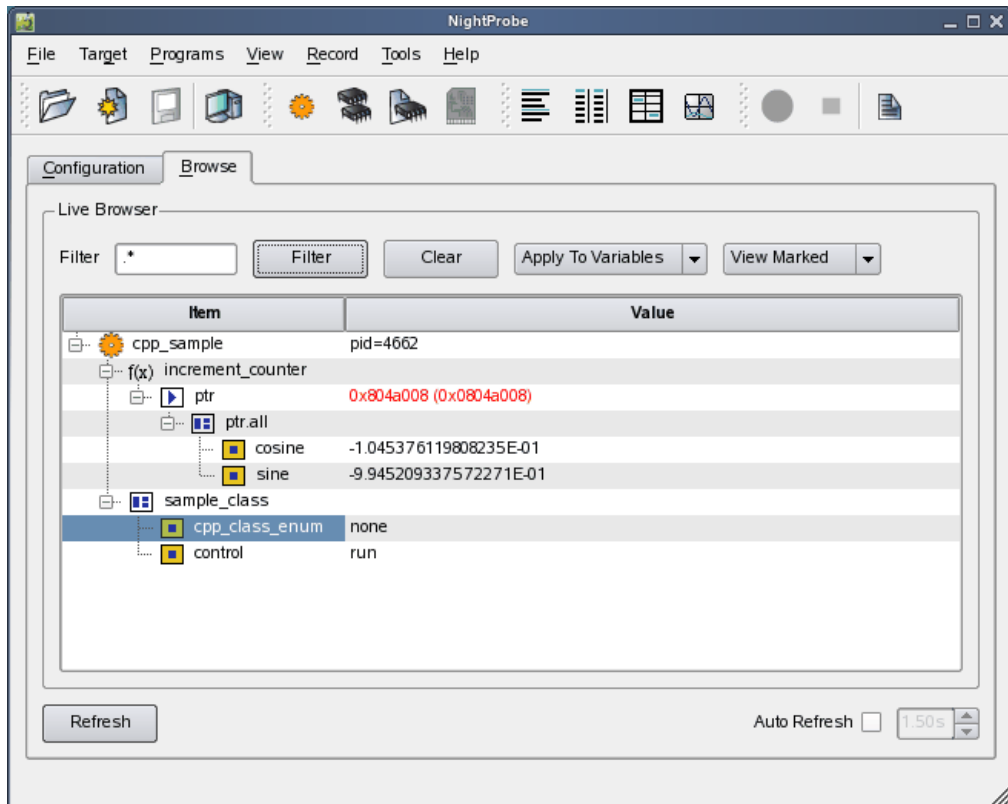 NightProbe
File Target Programs View Record Tools Help
Configuration Browse
Live Browser
Filter .* Filter Clear Apply To Variables View Marked
Item Value
cpp_sample pid=4662
f(x) increment_counter
ptr 0x804a008 (0x0804a008)
ptr.all
cosine -1.045376119808235E-01
sine -9.945209337572271E-01
sample_class
cpp_class_enum none
control run
Refresh Auto Refresh 1.50s